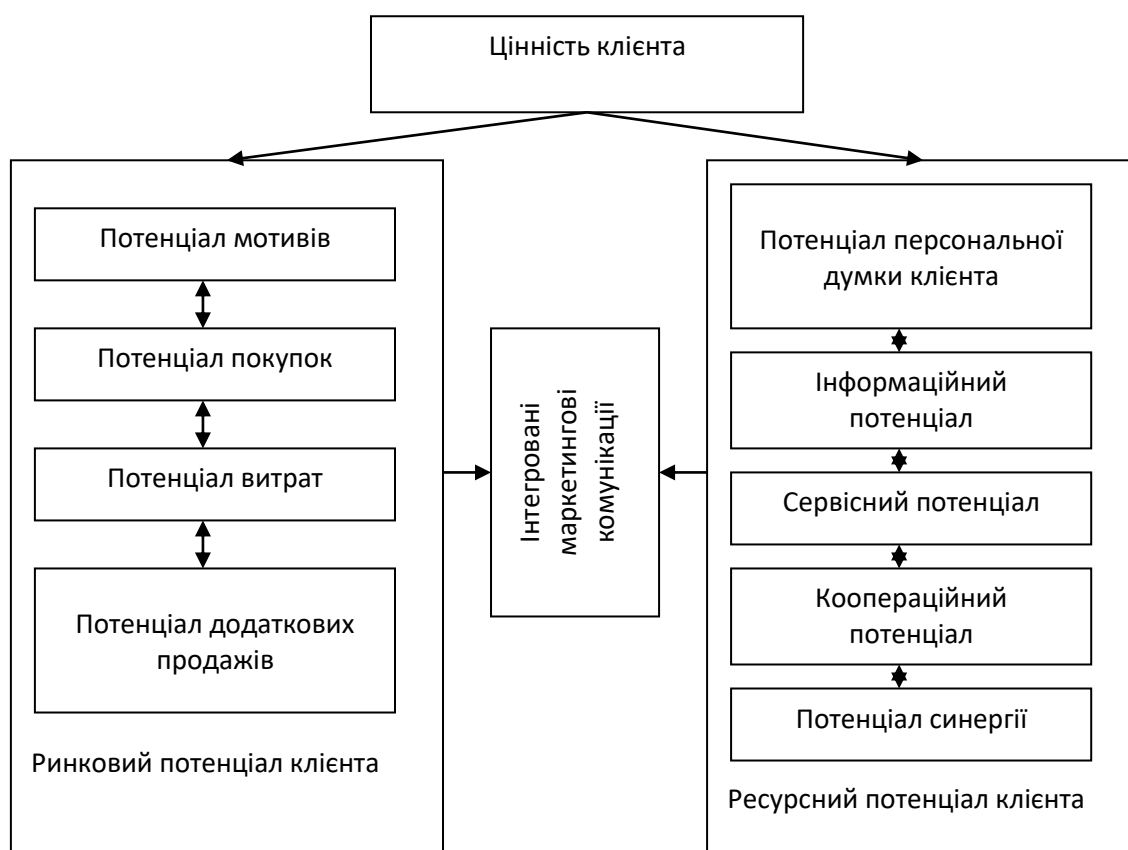 Цінність клієнта
Потенціал мотивів
Потенціал покупок
Потенціал витрат
Потенціал додаткових
продажів
Ринковий потенціал клієнта
Інтегровані
маркетингові
комунікації
Потенціал персональної
думки клієнта
Інформаційний
потенціал
Сервісний потенціал
Коопераційний
потенціал
Потенціал синергії
Ресурсний потенціал клієнта